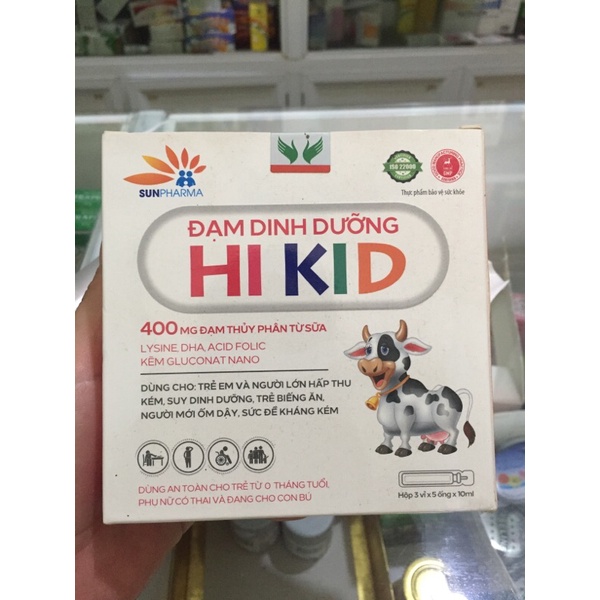 SUNPHARMA
ISO 22000
GMP
Thực phẩm bảo vệ sức khỏe
ĐẠM DINH DƯỠNG
HI KID
400 MG ĐẠM THỦY PHÂN TỪ SỮA
LYSINE, DHA, ACID FOLIC
KẼM GLUCONAT NANO
DÙNG CHO: TRẺ EM VÀ NGƯỜI LỚN HẤP THU
KÉM, SUY DINH DƯỠNG, TRẺ BIẾNG ĂN,
NGƯỜI MỚI ỐM DẬY, SỨC ĐỀ KHÁNG KÉM
DÙNG AN TOÀN CHO TRẺ TỪ 0 THÁNG TUỔI,
PHỤ NỮ CÓ THAI VÀ ĐANG CHO CON BÚ
Hộp 3 vỉ x 5 ống x 10ml